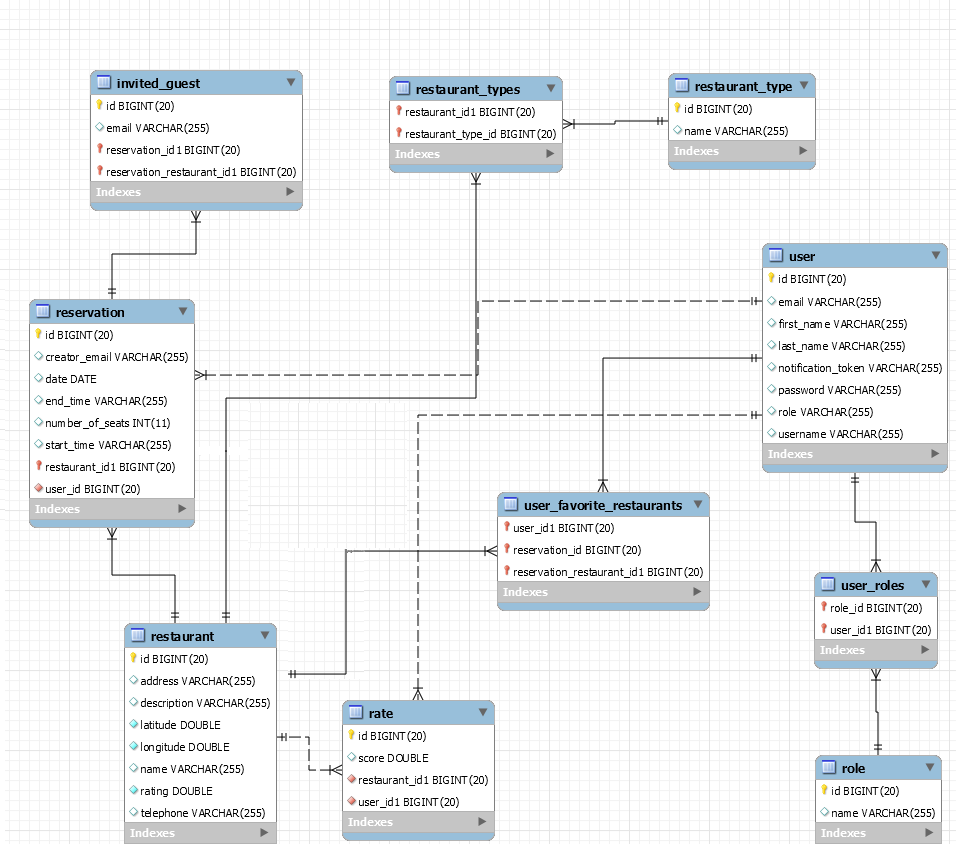 invited_guest
id BIGINT(20)
email VARCHAR(255)
reservation_id1 BIGINT(20)
reservation_restaurant_id1 BIGINT(20)
Indexes
restaurant_types
restaurant_id1 BIGINT(20)
restaurant_type_id BIGINT(20)
Indexes
restaurant_type
id BIGINT(20)
name VARCHAR(255)
Indexes
user
id BIGINT(20)
email VARCHAR(255)
first_name VARCHAR(255)
last_name VARCHAR(255)
notification_token VARCHAR(255)
password VARCHAR(255)
role VARCHAR(255)
username VARCHAR(255)
Indexes
reservation
id BIGINT(20)
creator_email VARCHAR(255)
date DATE
end_time VARCHAR(255)
number_of_seats INT(11)
start_time VARCHAR(255)
restaurant_id1 BIGINT(20)
user_id BIGINT(20)
Indexes
user_favorite_restaurants
user_id1 BIGINT(20)
reservation_id BIGINT(20)
reservation_restaurant_id1 BIGINT(20)
Indexes
user_roles
role_id BIGINT(20)
user_id1 BIGINT(20)
Indexes
restaurant
id BIGINT(20)
address VARCHAR(255)
description VARCHAR(255)
latitude DOUBLE
longitude DOUBLE
name VARCHAR(255)
rating DOUBLE
telephone VARCHAR(255)
Indexes
rate
id BIGINT(20)
score DOUBLE
restaurant_id1 BIGINT(20)
user_id1 BIGINT(20)
Indexes
role
id BIGINT(20)
name VARCHAR(255)
Indexes